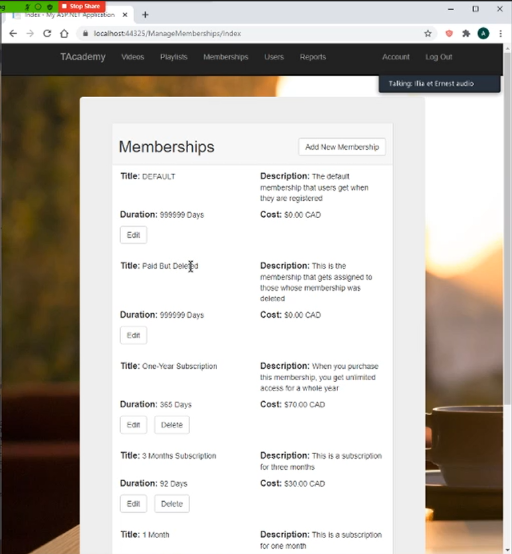 Stop Share
Index - My ASP.NET Application
localhost:44325/ManageMemberships/Index
A
TAcademy Videos Playlists Memberships Users Reports Account Log Out
Talking: Illia et Ernest audio
Memberships
Add New Membership
Title: DEFAULT
Description: The default
membership that users get when
they are registered
Duration: 999999 Days
Cost: $0.00 CAD
Edit
Title: Paid But Deleted
Description: This is the
membership that gets assigned to
those whose membership was
deleted
Duration: 999999 Days
Cost: $0.00 CAD
Edit
Title: One-Year Subscription
Description: When you purchase
this membership, you get unlimited
access for a whole year
Duration: 365 Days
Cost: $70.00 CAD
Edit Delete
Title: 3 Months Subscription
Description: This is a subscription
for three months
Duration: 92 Days
Cost: $30.00 CAD
Edit Delete
Title: 1 Month
Description: This is a subscription
for one month